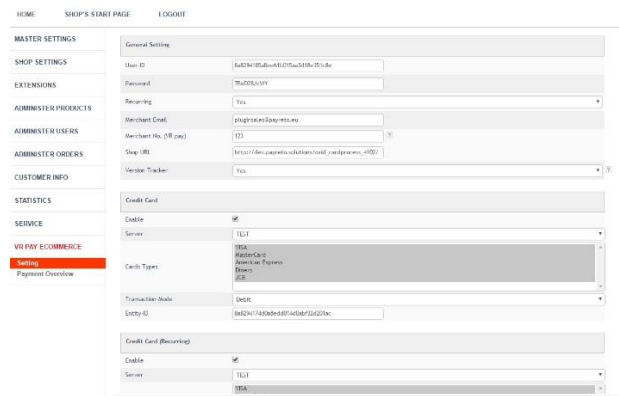 HOME SHOP'S START PAGE LOGOUT
MASTER SETTINGS
SHOP SETTINGS
EXTENSIONS
ADMINISTER PRODUCTS
ADMINISTER USERS
ADMINISTER ORDERS
CUSTOMER INFO
STATISTICS
SERVICE
VR PAY ECOMMERCE
Setting
Payment Overview
General Setting
User-ID
Password
Recurring Yes
Merchant Email plugintales@payreto.eu
Merchant No. (VR pay) 123
Shop URL
Version Tracker Yes
Credit Card
Enable
Server TEST
Cards Types
VISA
MasterCard
American Express
Diners
JCB
Transaction Mode Debit
Entity-ID
Credit Card (Recurring)
Enable
Server TEST
VISA